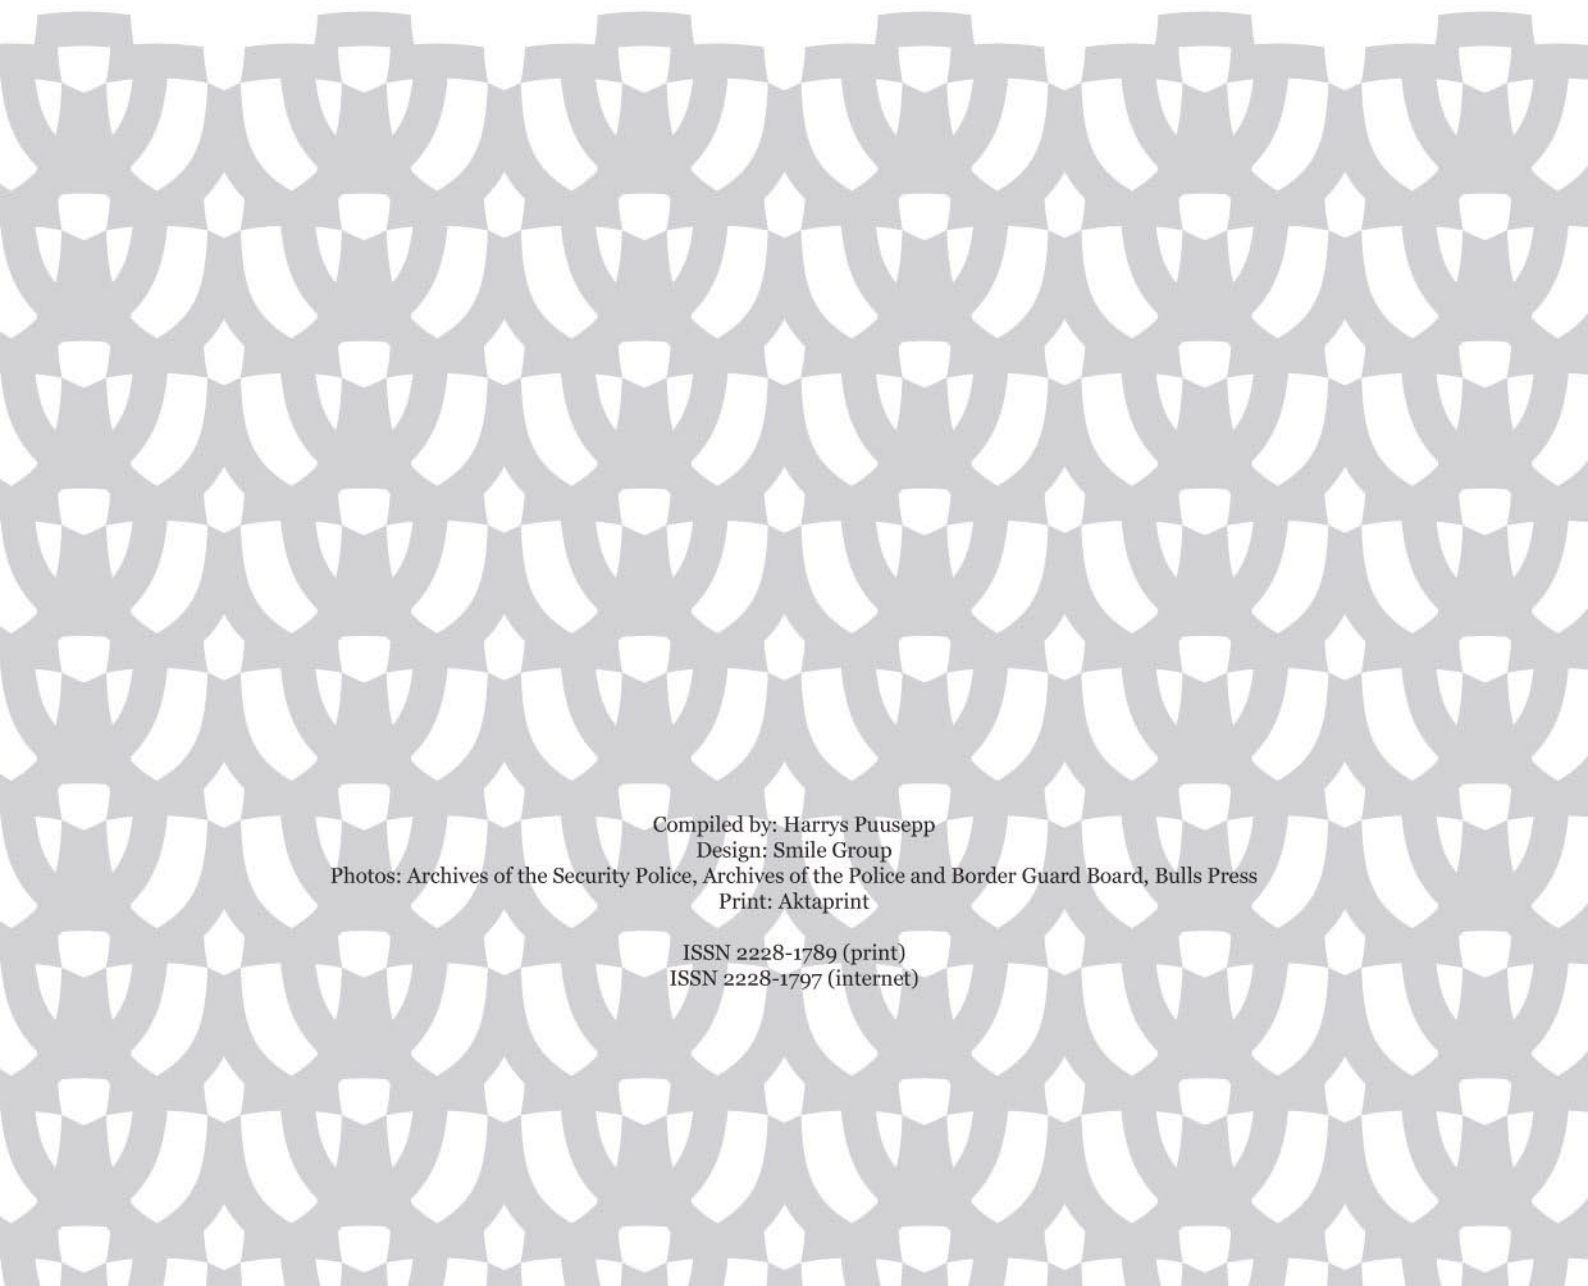 Compiled by: Harrys Puusepp
Design: Smile Group
Photos: Archives of the Security Police, Archives of the Police and Border Guard Board, Bulls Press
Print: Aktaprint
ISSN 2228-1789 (print)
ISSN 2228-1797 (internet)